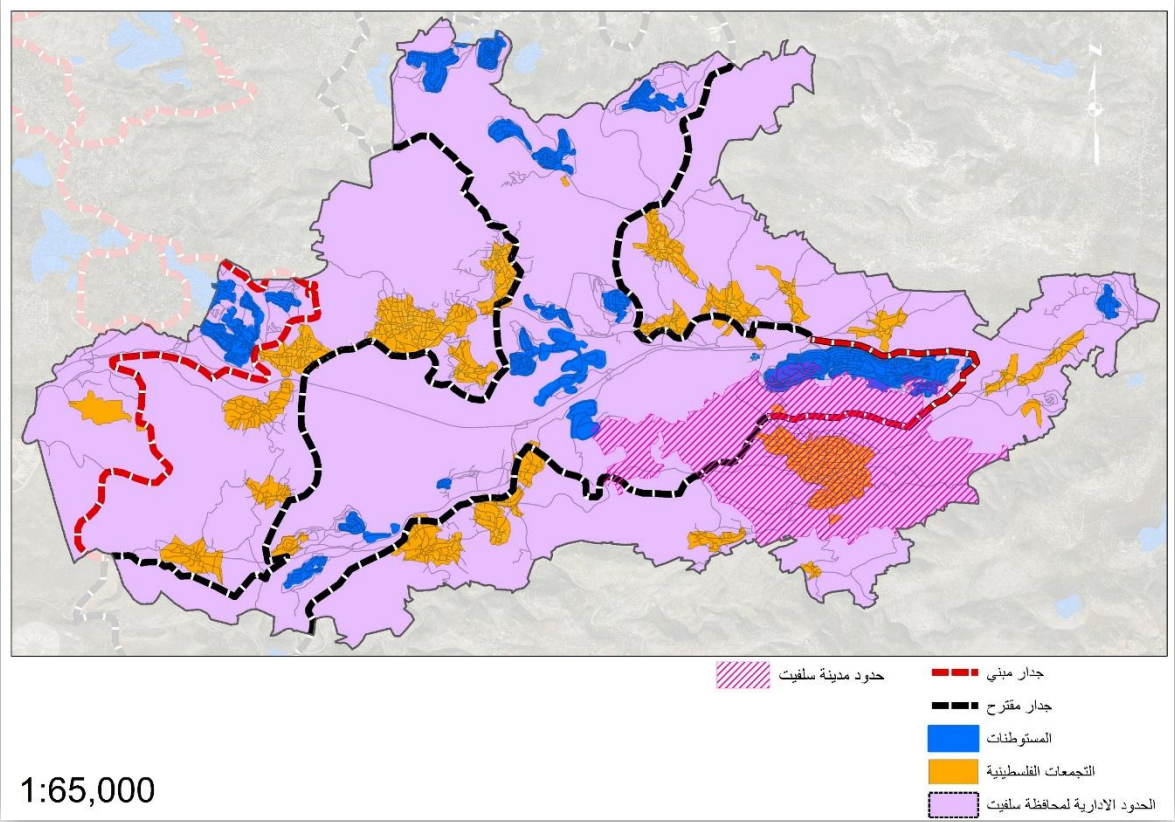 جدار مبني
حدود مدينة سلفيت
جدار مقترح
المستوطنات
التجمعات الفلسطينية
الحدود الادارية لمحافظة سلفيت
1:65,000